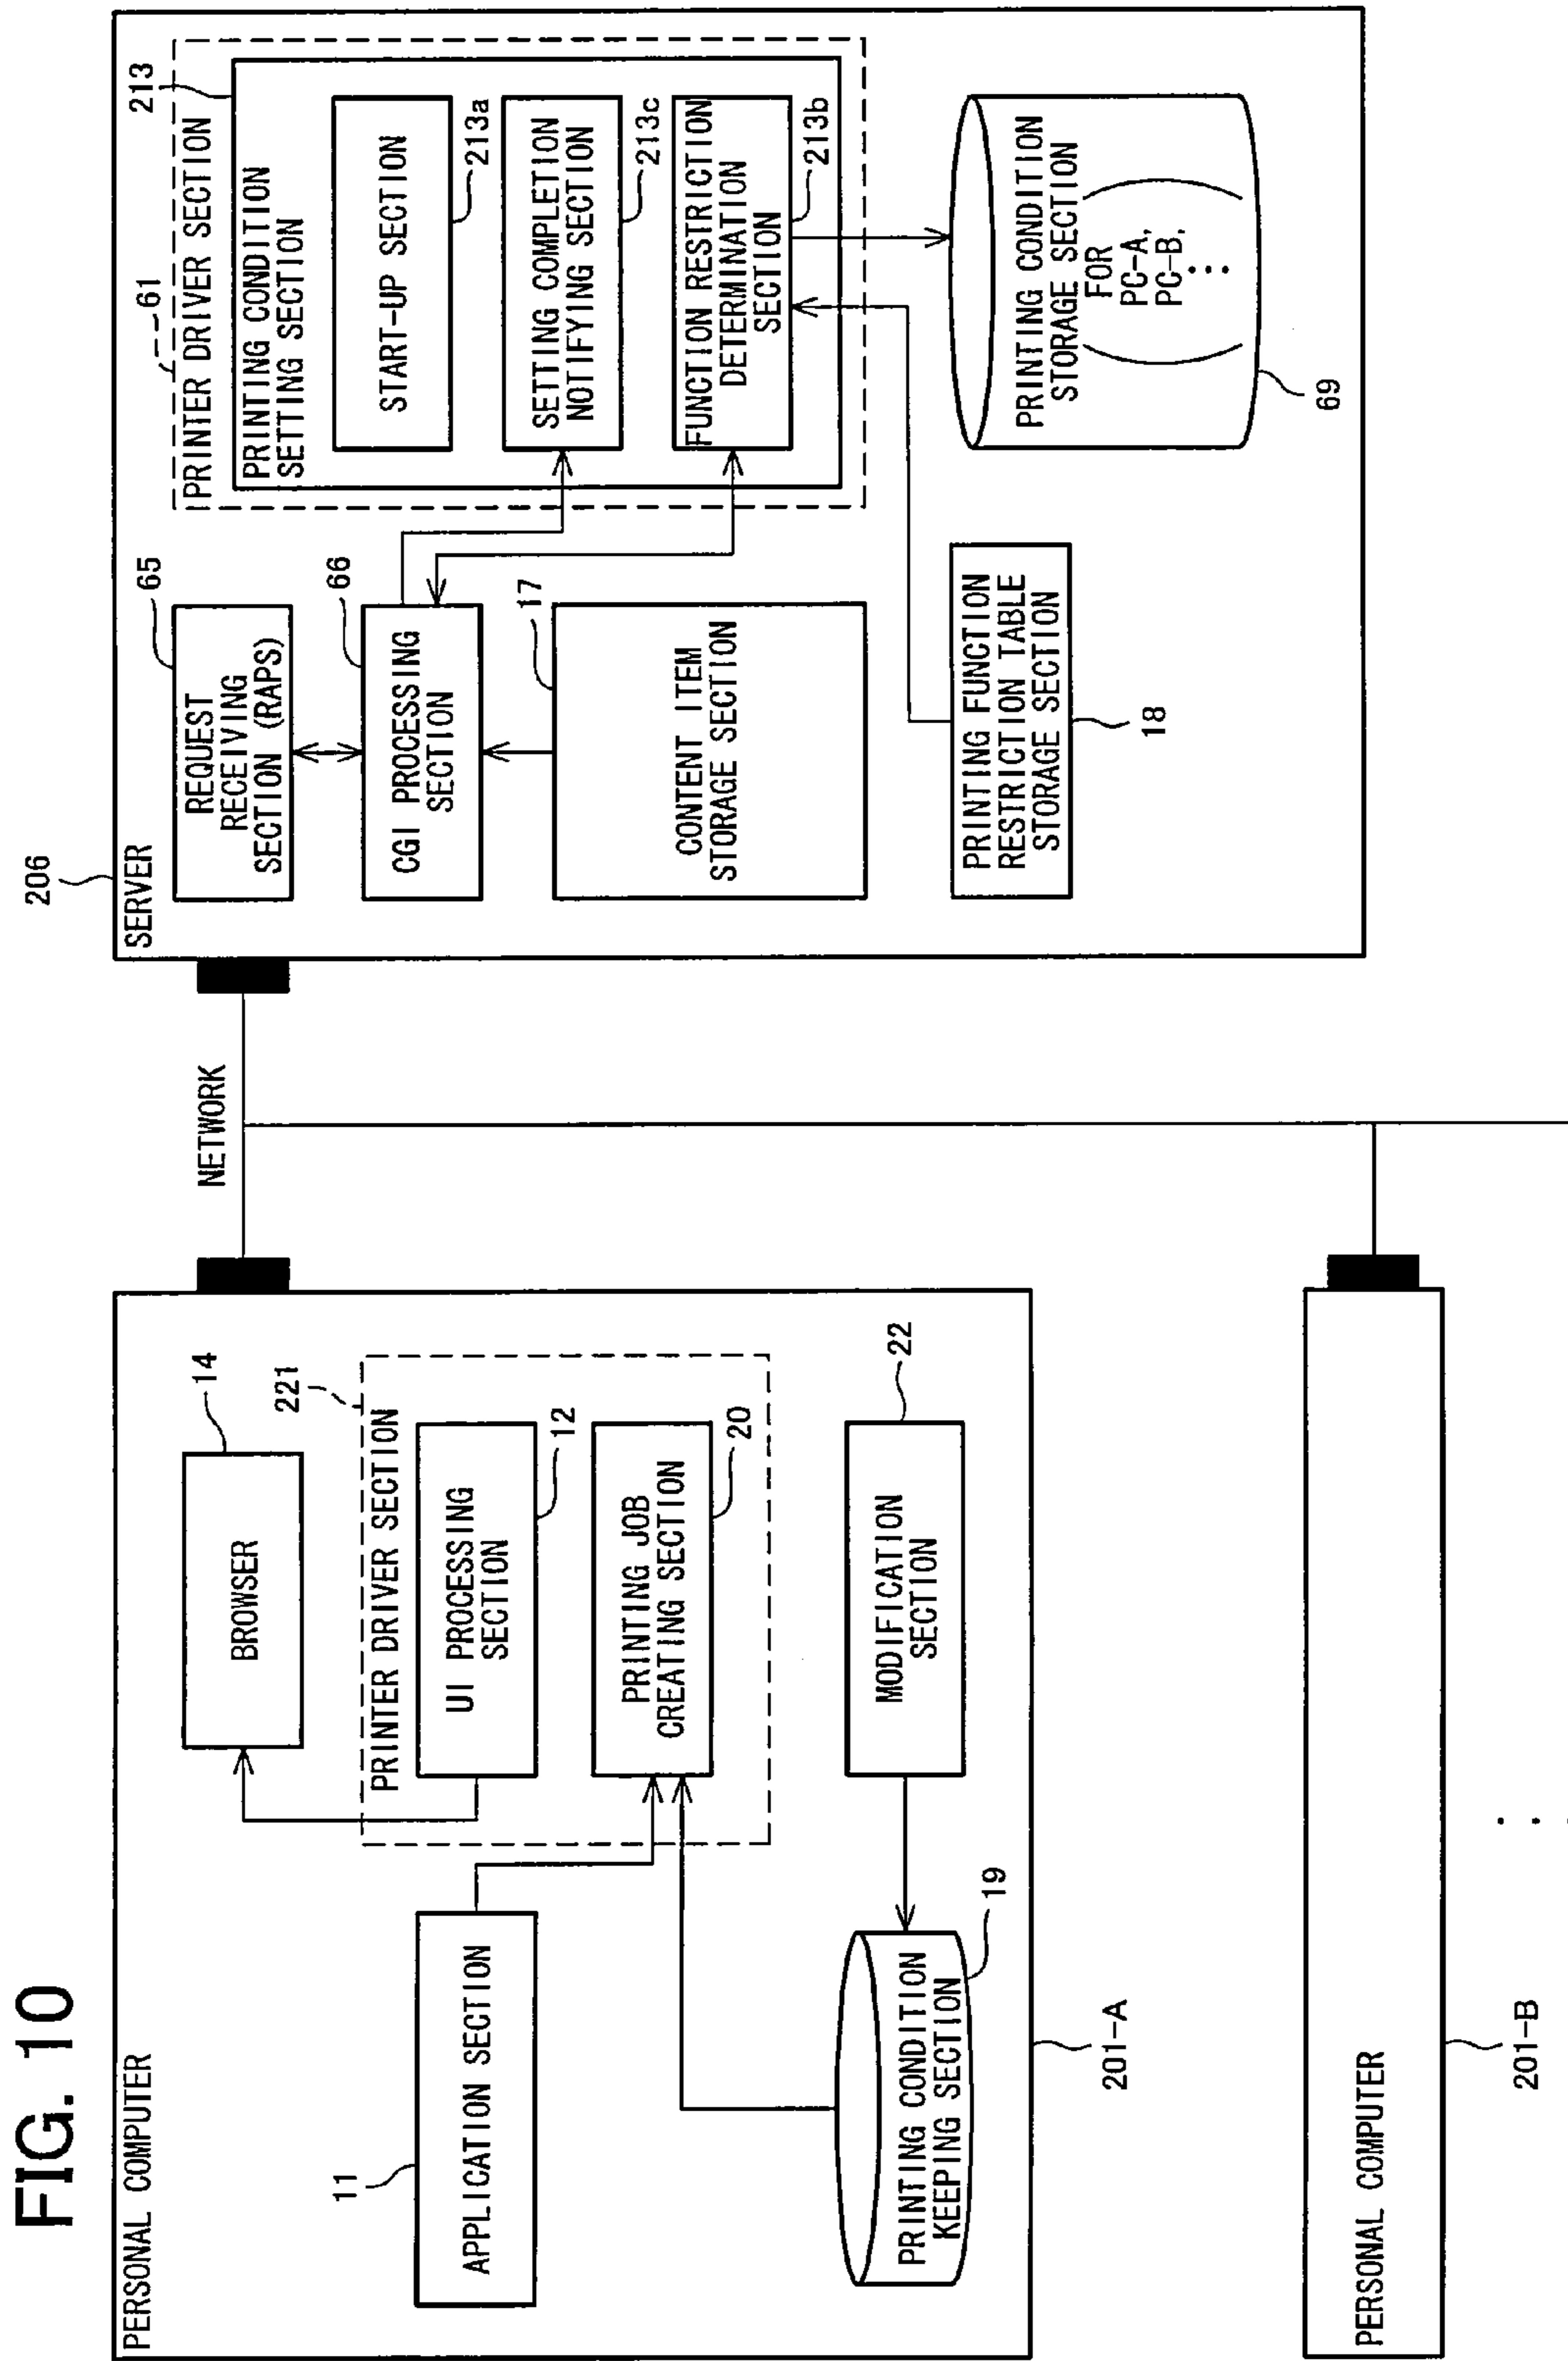 FIG. 10
PERSONAL COMPUTER
11
APPLICATION SECTION
14
BROWSER
221
PRINTER DRIVER SECTION
UI PROCESSING
SECTION
12
PRINTING JOB
CREATING SECTION
20
PRINTING CONDITION
KEEPING SECTION
19
MODIFICATION
SECTION
22
201-A
PERSONAL COMPUTER
201-B
NETWORK
206
SERVER
65
REQUEST
RECEIVING
SECTION (RAPS)
66
CGI PROCESSING
SECTION
17
CONTENT ITEM
STORAGE SECTION
PRINTING FUNCTION
RESTRICTION TABLE
STORAGE SECTION
18
61
PRINTER DRIVER SECTION
213
PRINTING CONDITION
SETTING SECTION
START-UP SECTION
213a
SETTING COMPLETION
NOTIFYING SECTION
213c
FUNCTION RESTRICTION
DETERMINATION
SECTION
213b
PRINTING CONDITION
STORAGE SECTION
FOR
PC-A,
PC-B,
69